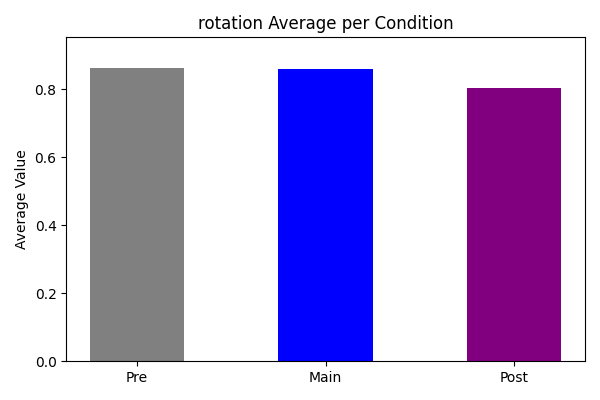 rotation Average per Condition
Average Value
0.8
0.6
0.4
0.2
0.0
Pre
Main
Post